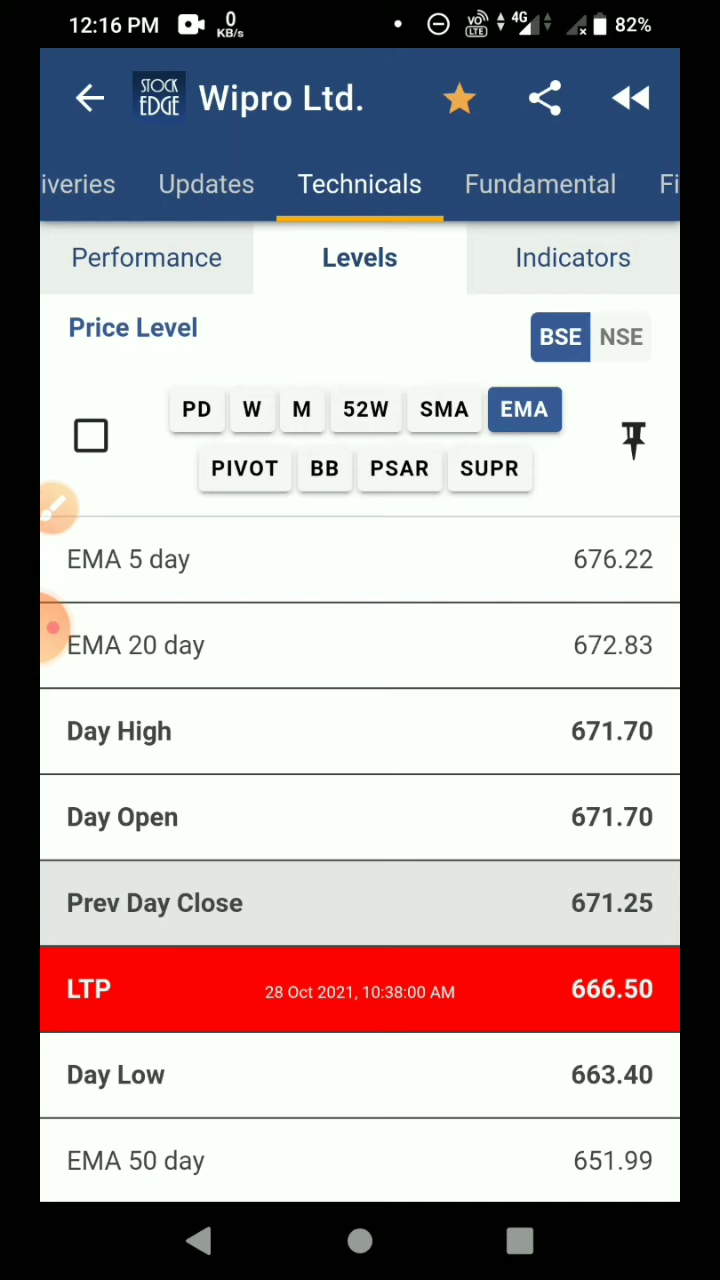 12:16 PM 0 KB/s VO LTE 4G 82%
STOCK EDGE Wipro Ltd.
iveries Updates Technicals Fundamental Fi
Performance Levels Indicators
Price Level BSE NSE
PD W M 52W SMA EMA
PIVOT BB PSAR SUPR
EMA 5 day 676.22
EMA 20 day 672.83
Day High 671.70
Day Open 671.70
Prev Day Close 671.25
LTP 28 Oct 2021, 10:38:00 AM 666.50
Day Low 663.40
EMA 50 day 651.99